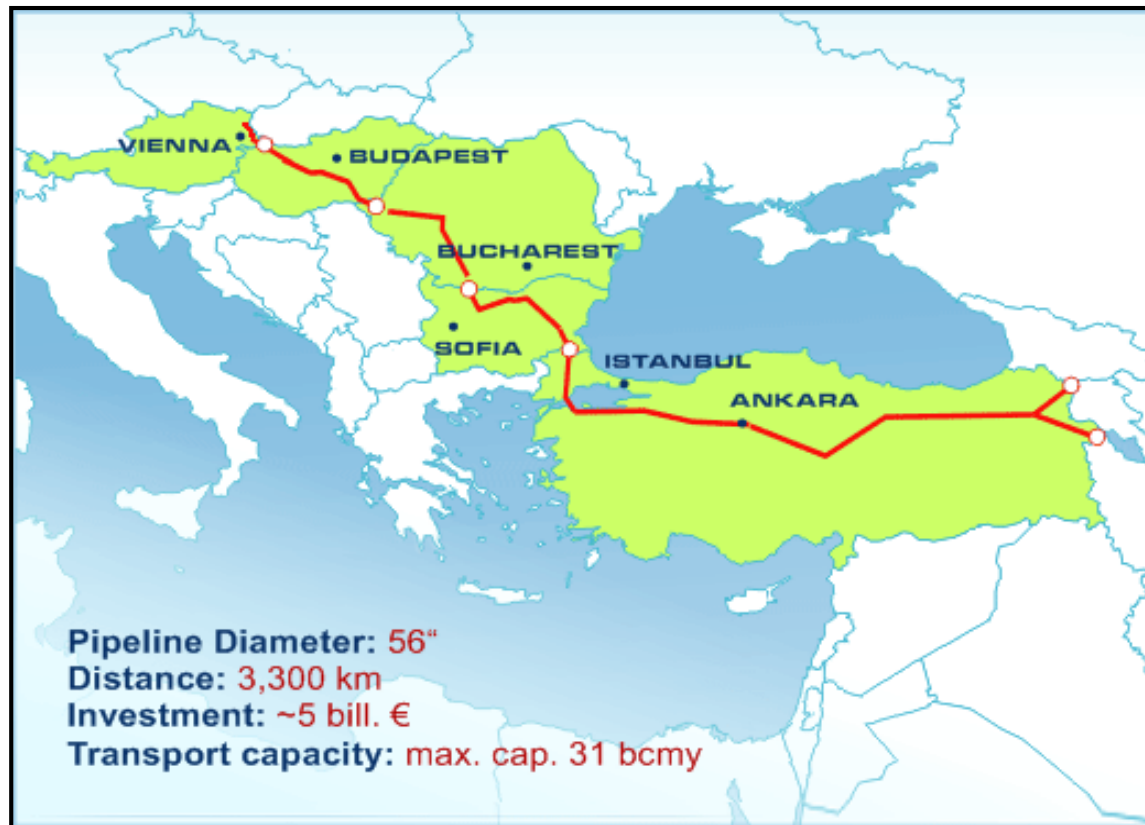 VIENNA
BUDAPEST
BUCHAREST
SOFIA
ISTANBUL
ANKARA
Pipeline Diameter: 56“
Distance: 3,300 km
Investment: ~5 bill. €
Transport capacity: max. cap. 31 bcmy